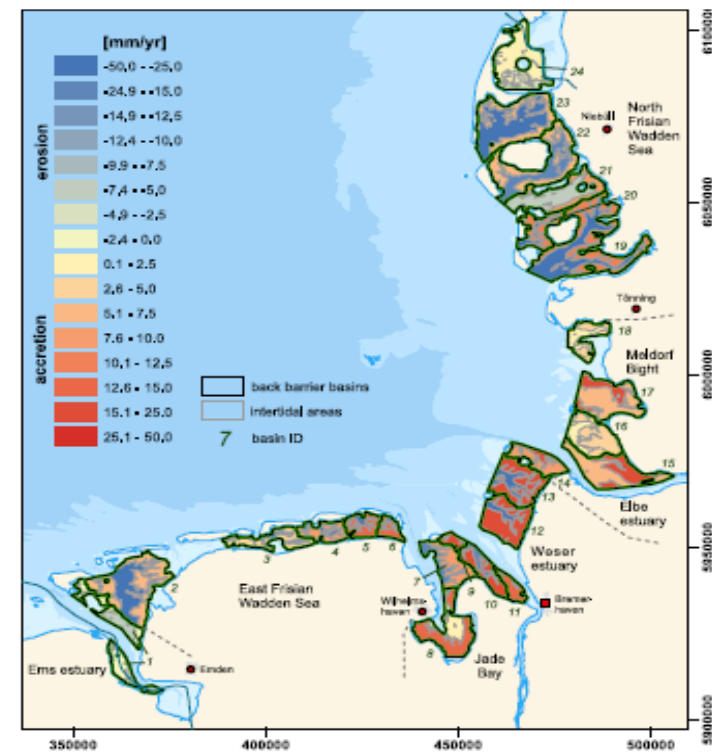 [mm/yr]
-50,0 - -25,0
-24,9 - -15,0
-14,9 - -12,5
-12,4 - -10,0
-9,9 - -7,5
-7,4 - -5,0
-4,9 - -2,5
-2,4 - 0,0
0,1 - 2,5
2,6 - 5,0
5,1 - 7,5
7,6 - 10,0
10,1 - 12,5
12,6 - 15,0
15,1 - 25,0
25,1 - 50,0
erosion
accretion
back barrier basins
intertidal areas
7 basin ID
24
23
Niebüll
North
Frisian
Wadden
Sea
22
21
20
19
Tönning
18
Meldorf
Bight
17
16
15
Elbe
estuary
14
13
12
Weser
estuary
3
4
5
6
2
East Frisian
Wadden Sea
7
9
10
11
Wilhelms-
haven
Bremer-
haven
8
Jade
Bay
1
Ems estuary
Emden
350000
400000
450000
500000
6100000
6050000
6000000
5950000
5900000